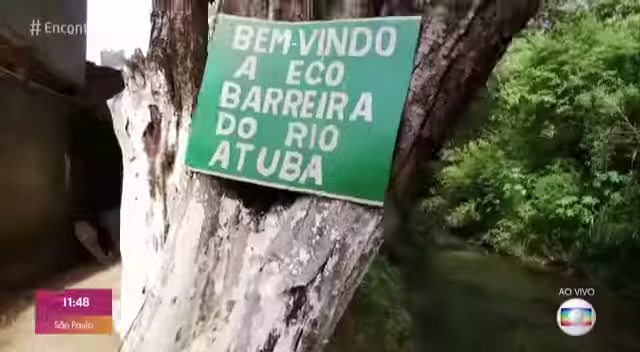 #Encont
BEM-VINDO
A ECO
BARREIRA
DO RIO
ATUBA
11:48
São Paulo
AO VIVO